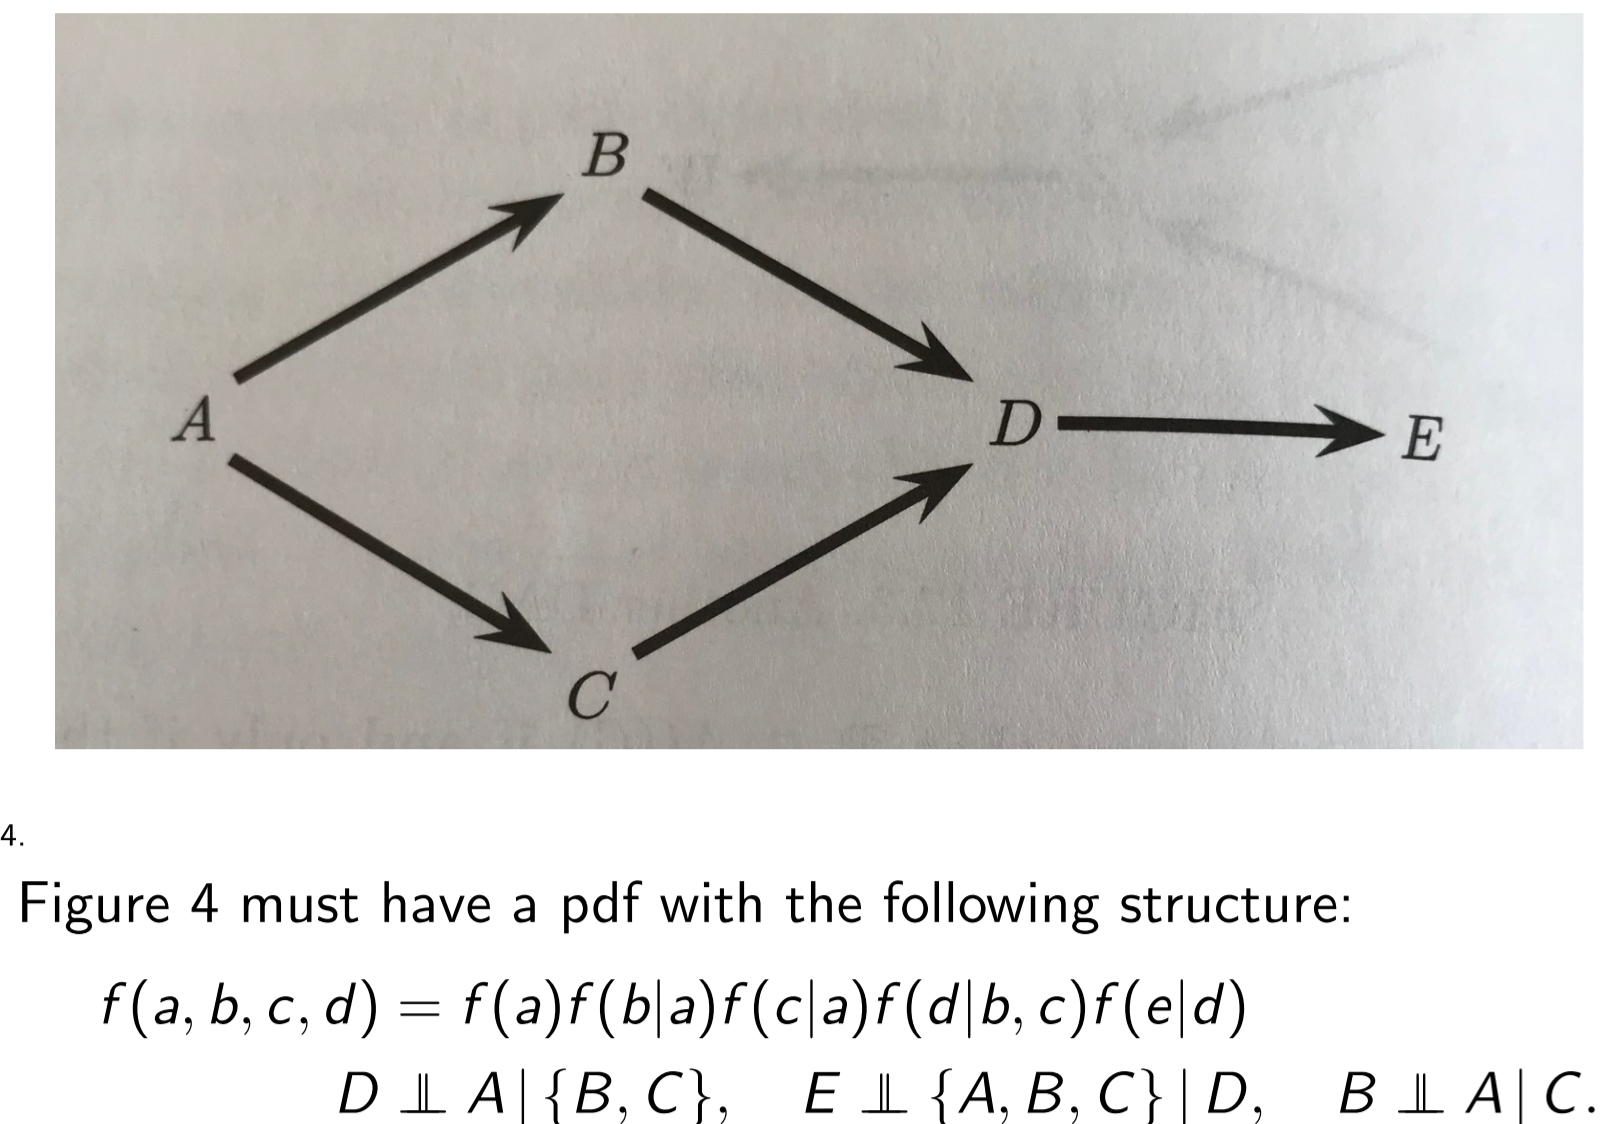 B
A
D
E
C
4.
Figure 4 must have a pdf with the following structure:
f(a, b, c, d) = f(a)f(b|a)f(c|a)f(d|b, c)f(e|d)
D ⫫ A | {B, C},  E ⫫ {A, B, C} | D,  B ⫫ A | C.